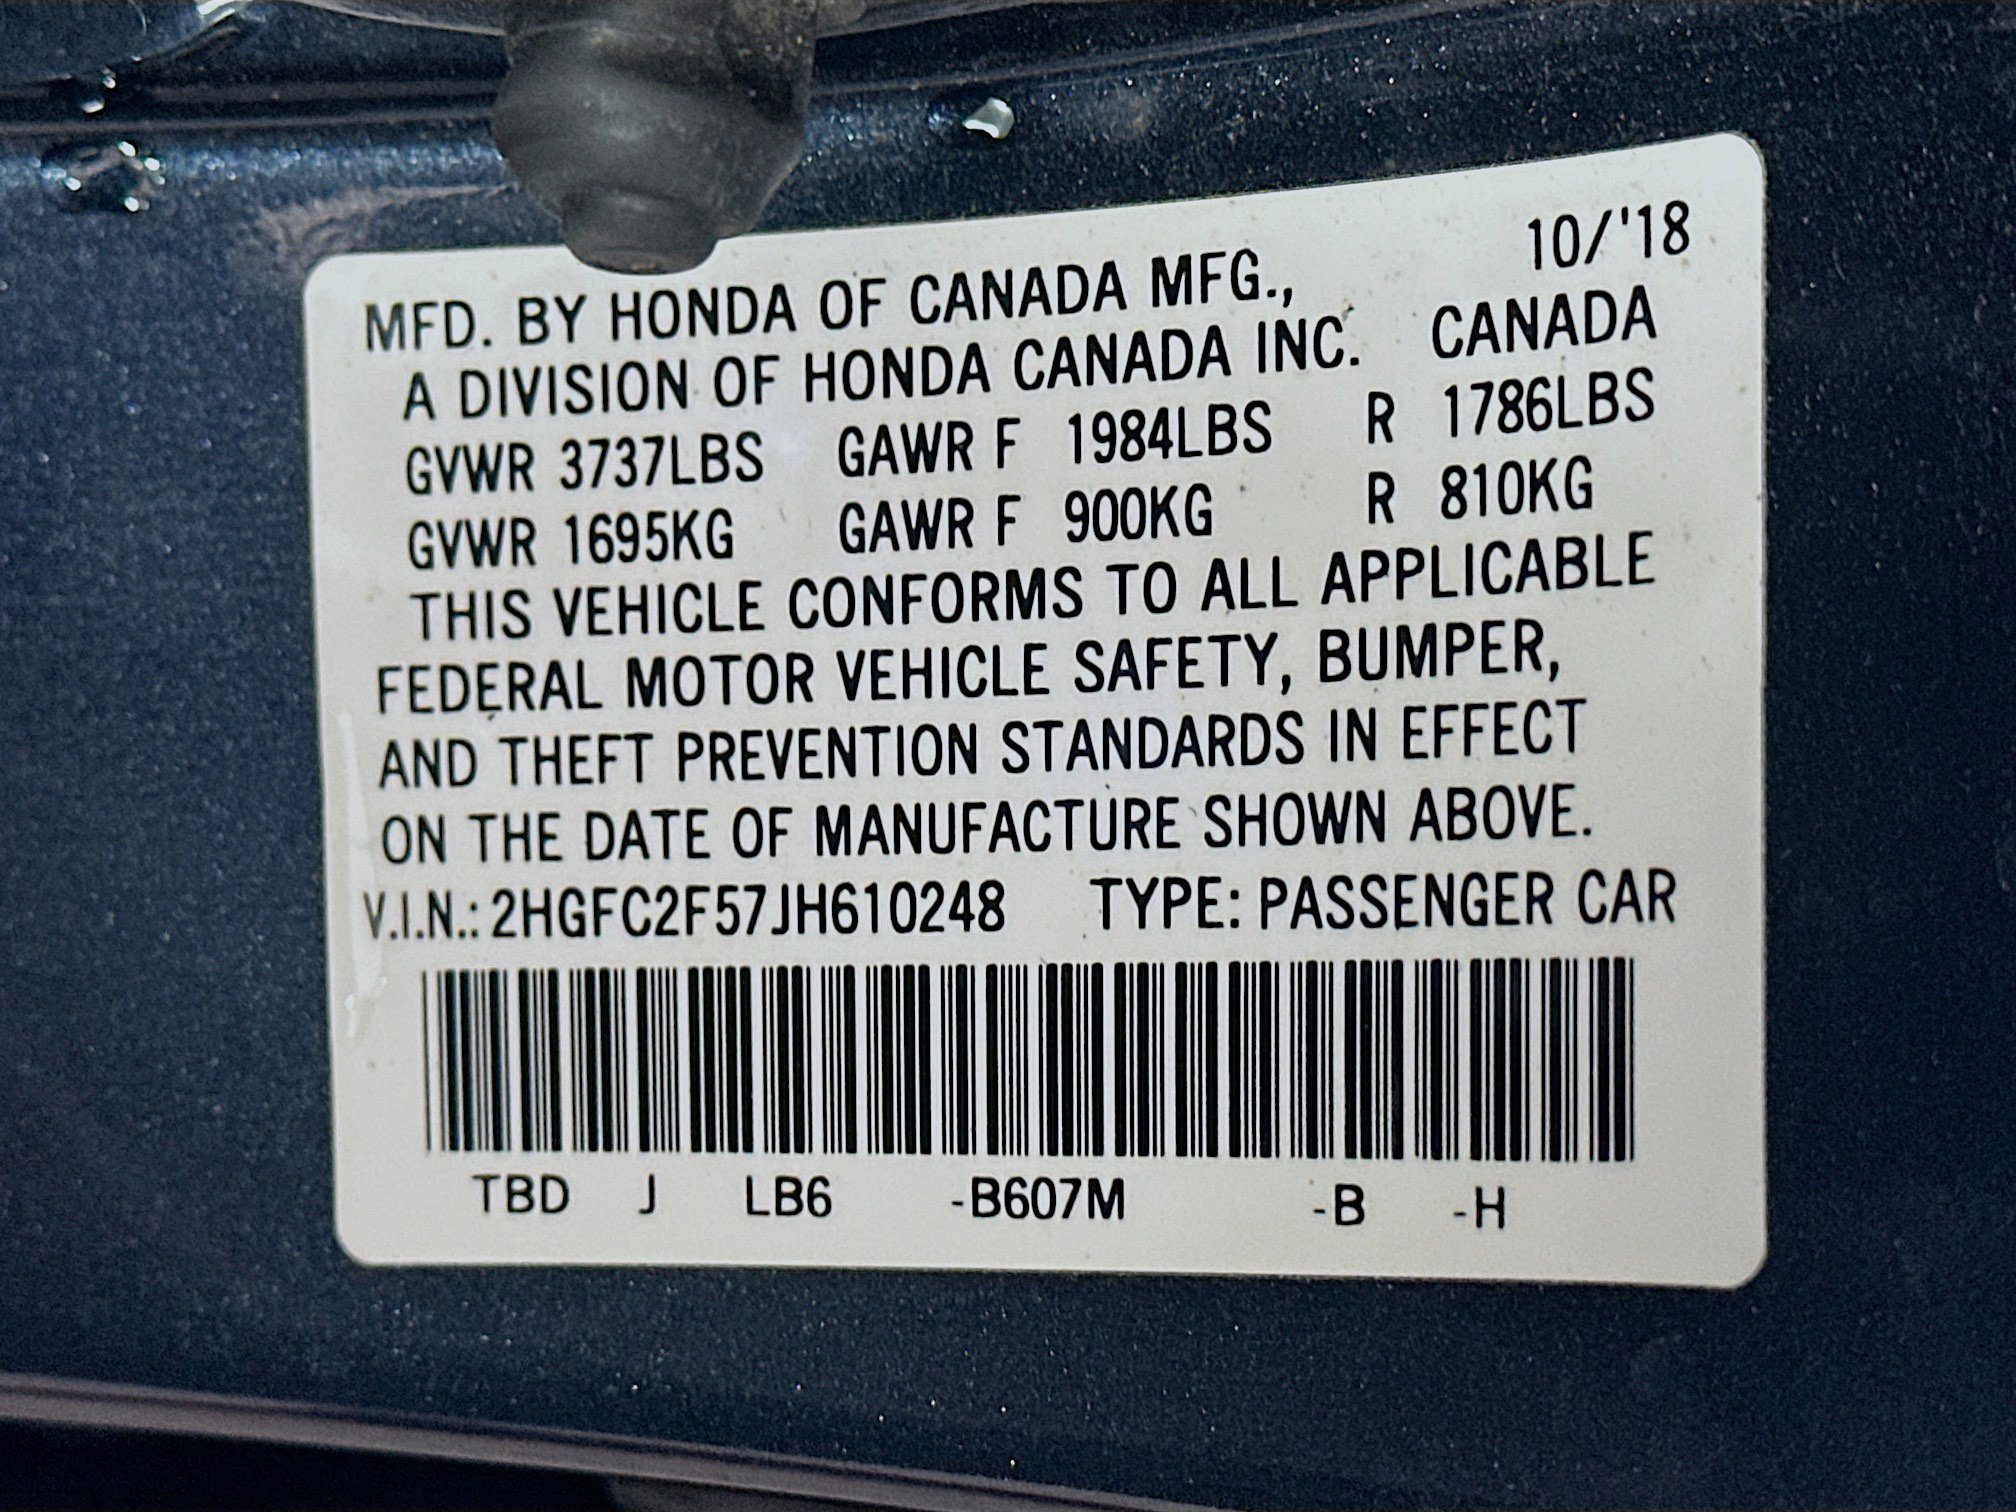 10/'18
MFD. BY HONDA OF CANADA MFG.,
A DIVISION OF HONDA CANADA INC. CANADA
GVWR 3737LBS GAWR F 1984LBS R 1786LBS
GVWR 1695KG GAWR F 900KG R 810KG
THIS VEHICLE CONFORMS TO ALL APPLICABLE
FEDERAL MOTOR VEHICLE SAFETY, BUMPER,
AND THEFT PREVENTION STANDARDS IN EFFECT
ON THE DATE OF MANUFACTURE SHOWN ABOVE.
V.I.N.: 2HGFC2F57JH610248 TYPE: PASSENGER CAR
TBD J LB6 -B607M -B -H